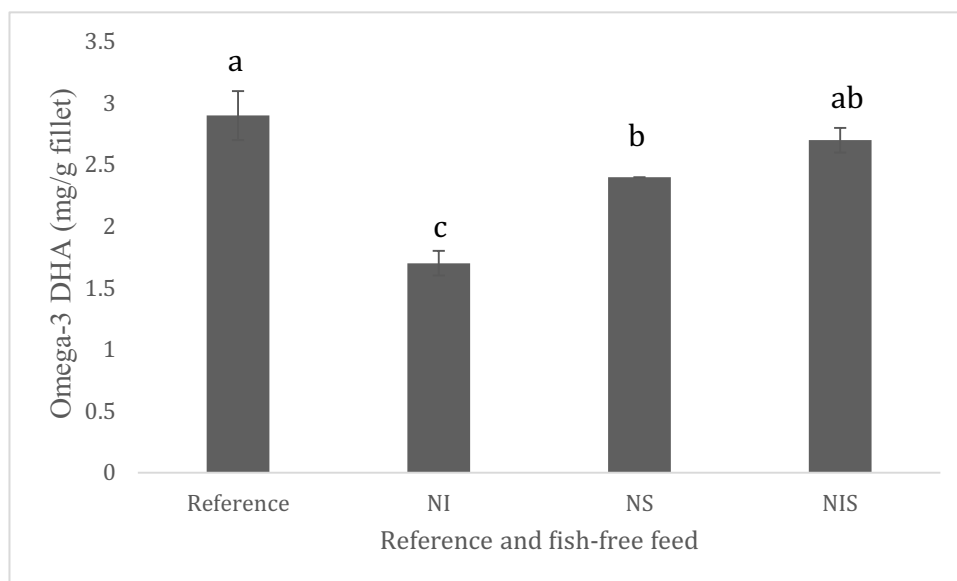 Omega-3 DHA (mg/g fillet)
3.5
3
2.5
2
1.5
1
0.5
0
a
c
b
ab
Reference NI NS NIS
Reference and fish-free feed